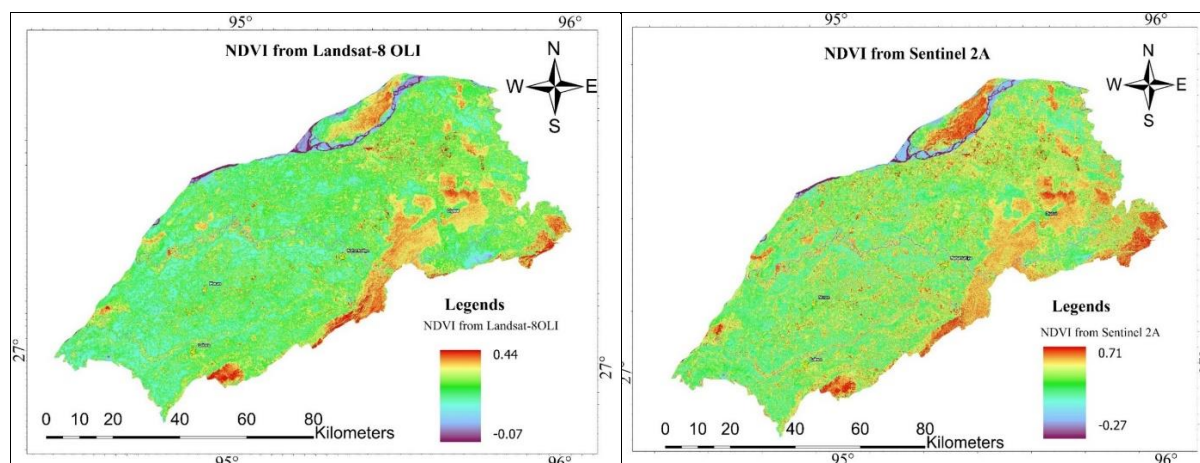 95°
96°
NDVI from Landsat-8 OLI
N
W E
S
Legends
NDVI from Landsat-8OLI
0.44
-0.07
27°
0 10 20 40 60 80
Kilometers
95°
96°
95°
96°
NDVI from Sentinel 2A
N
W E
S
Legends
NDVI from Sentinel 2A
0.71
-0.27
27°
27°
0 10 20 40 60 80
Kilometers
95°
96°